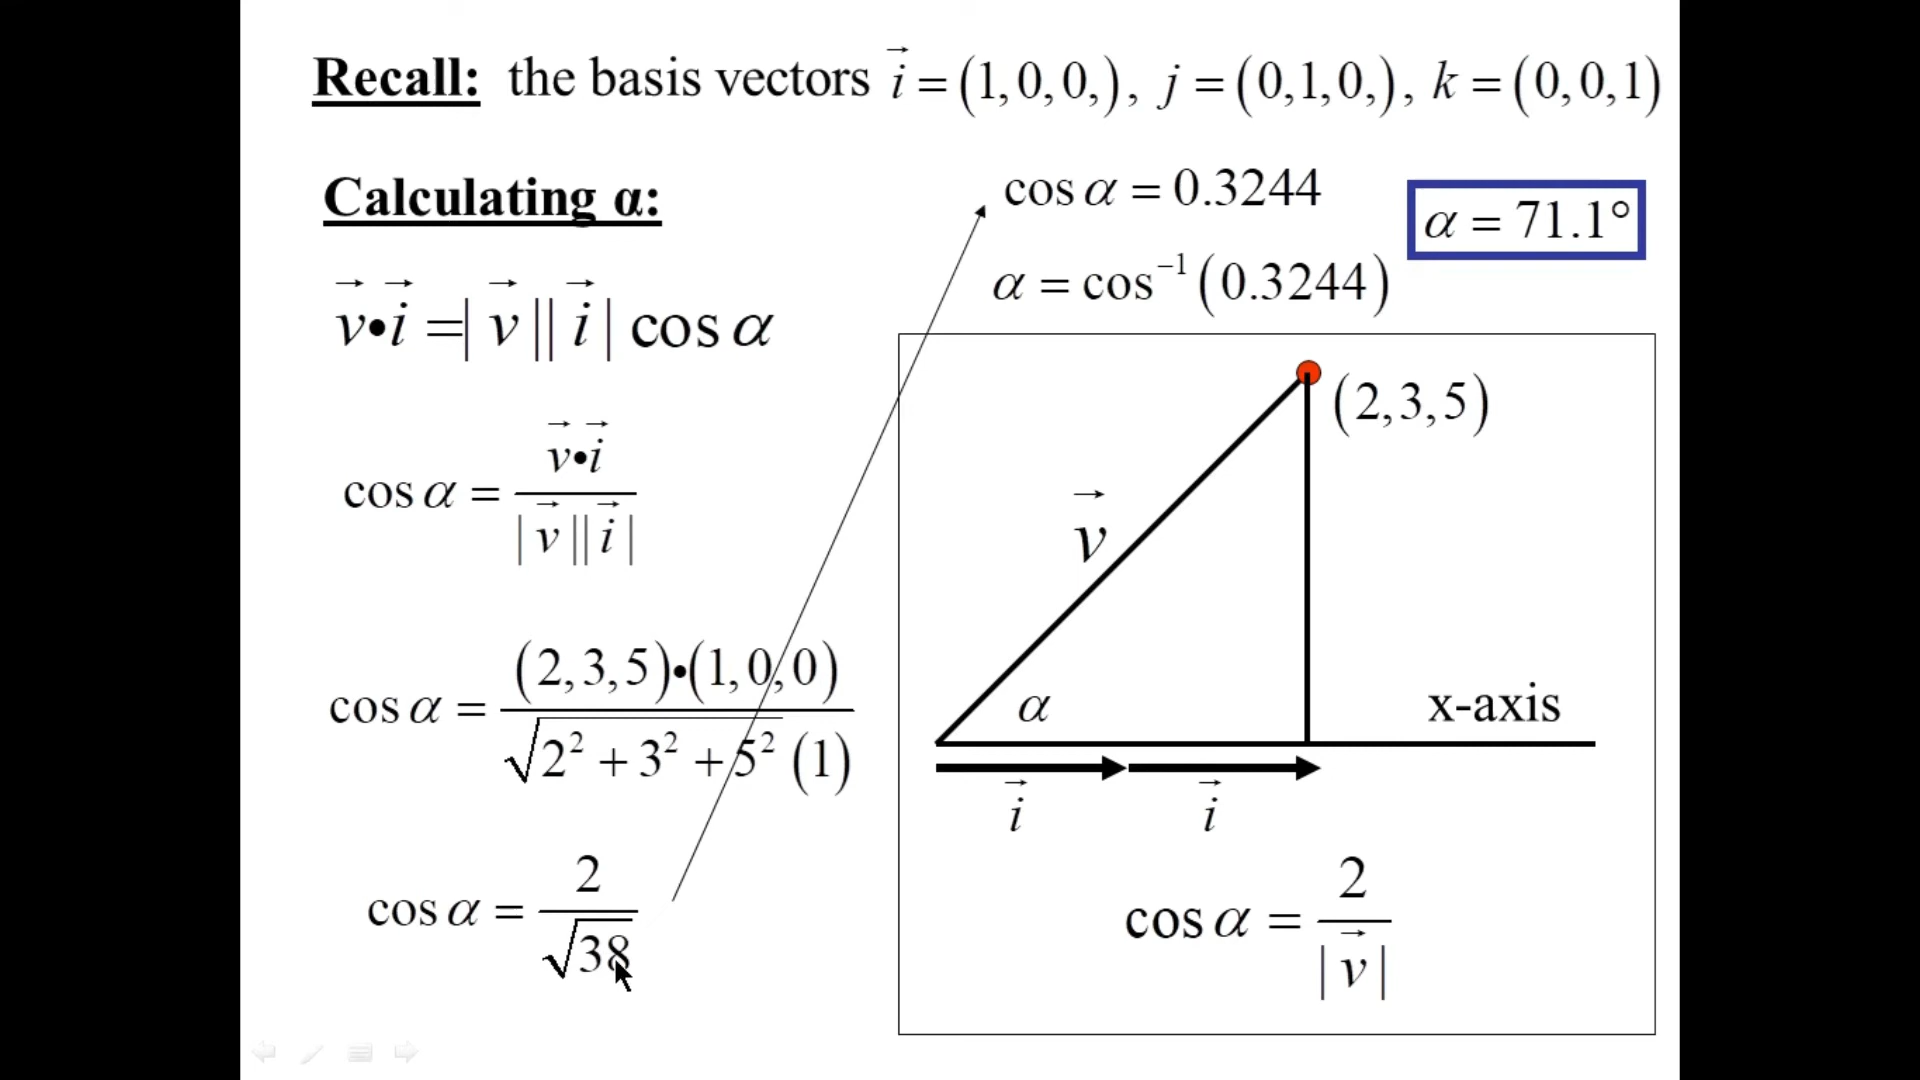 Recall: the basis vectors i⃗ = (1,0,0,), j = (0,1,0,), k = (0,0,1)
Calculating α:
v⃗•i⃗ =| v⃗ || i⃗ | cos α
cos α = v⃗•i⃗ / | v⃗ || i⃗ |
cos α = (2,3,5)•(1,0,0) / √(2² + 3² + 5²) (1)
cos α = 2 / √38
cos α = 0.3244
α = cos⁻¹(0.3244)
α = 71.1°
(2,3,5)
v⃗
α
x-axis
i⃗ i⃗
cos α = 2 / | v⃗ |